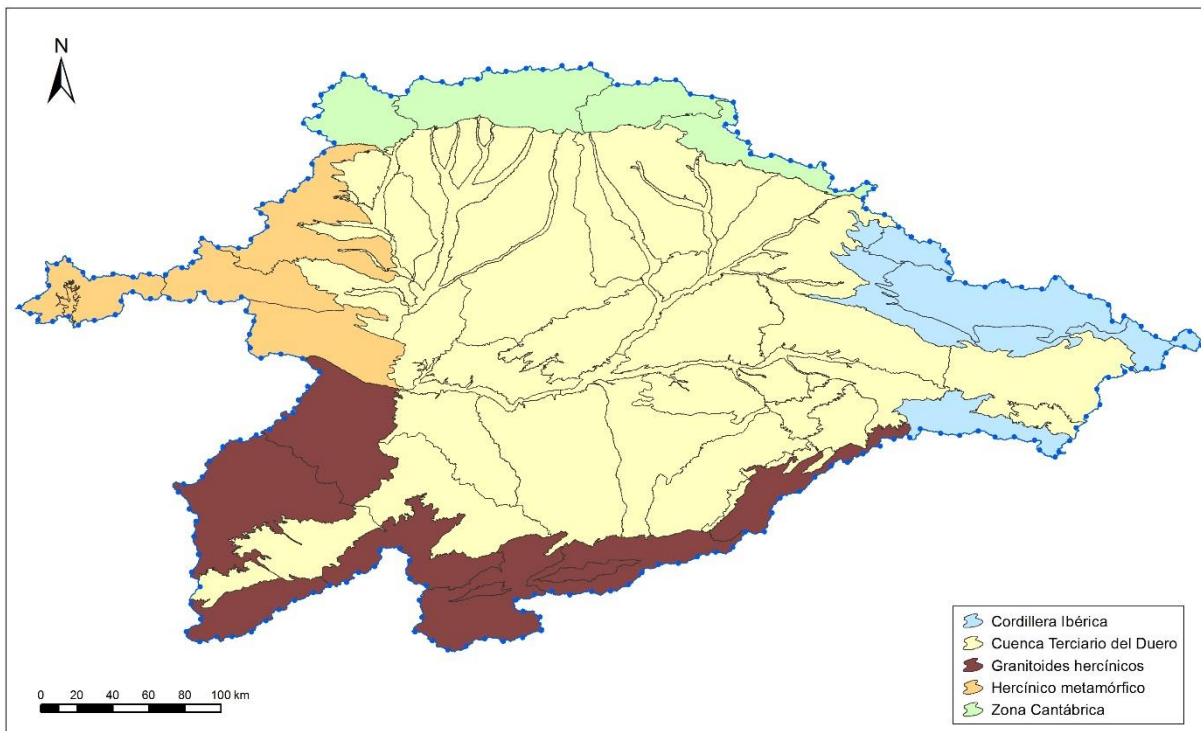 N
Cordillera Ibérica
Cuenca Terciario del Duero
Granitoides hercínicos
Hercínico metamórfico
Zona Cantábrica
0 20 40 60 80 100 km